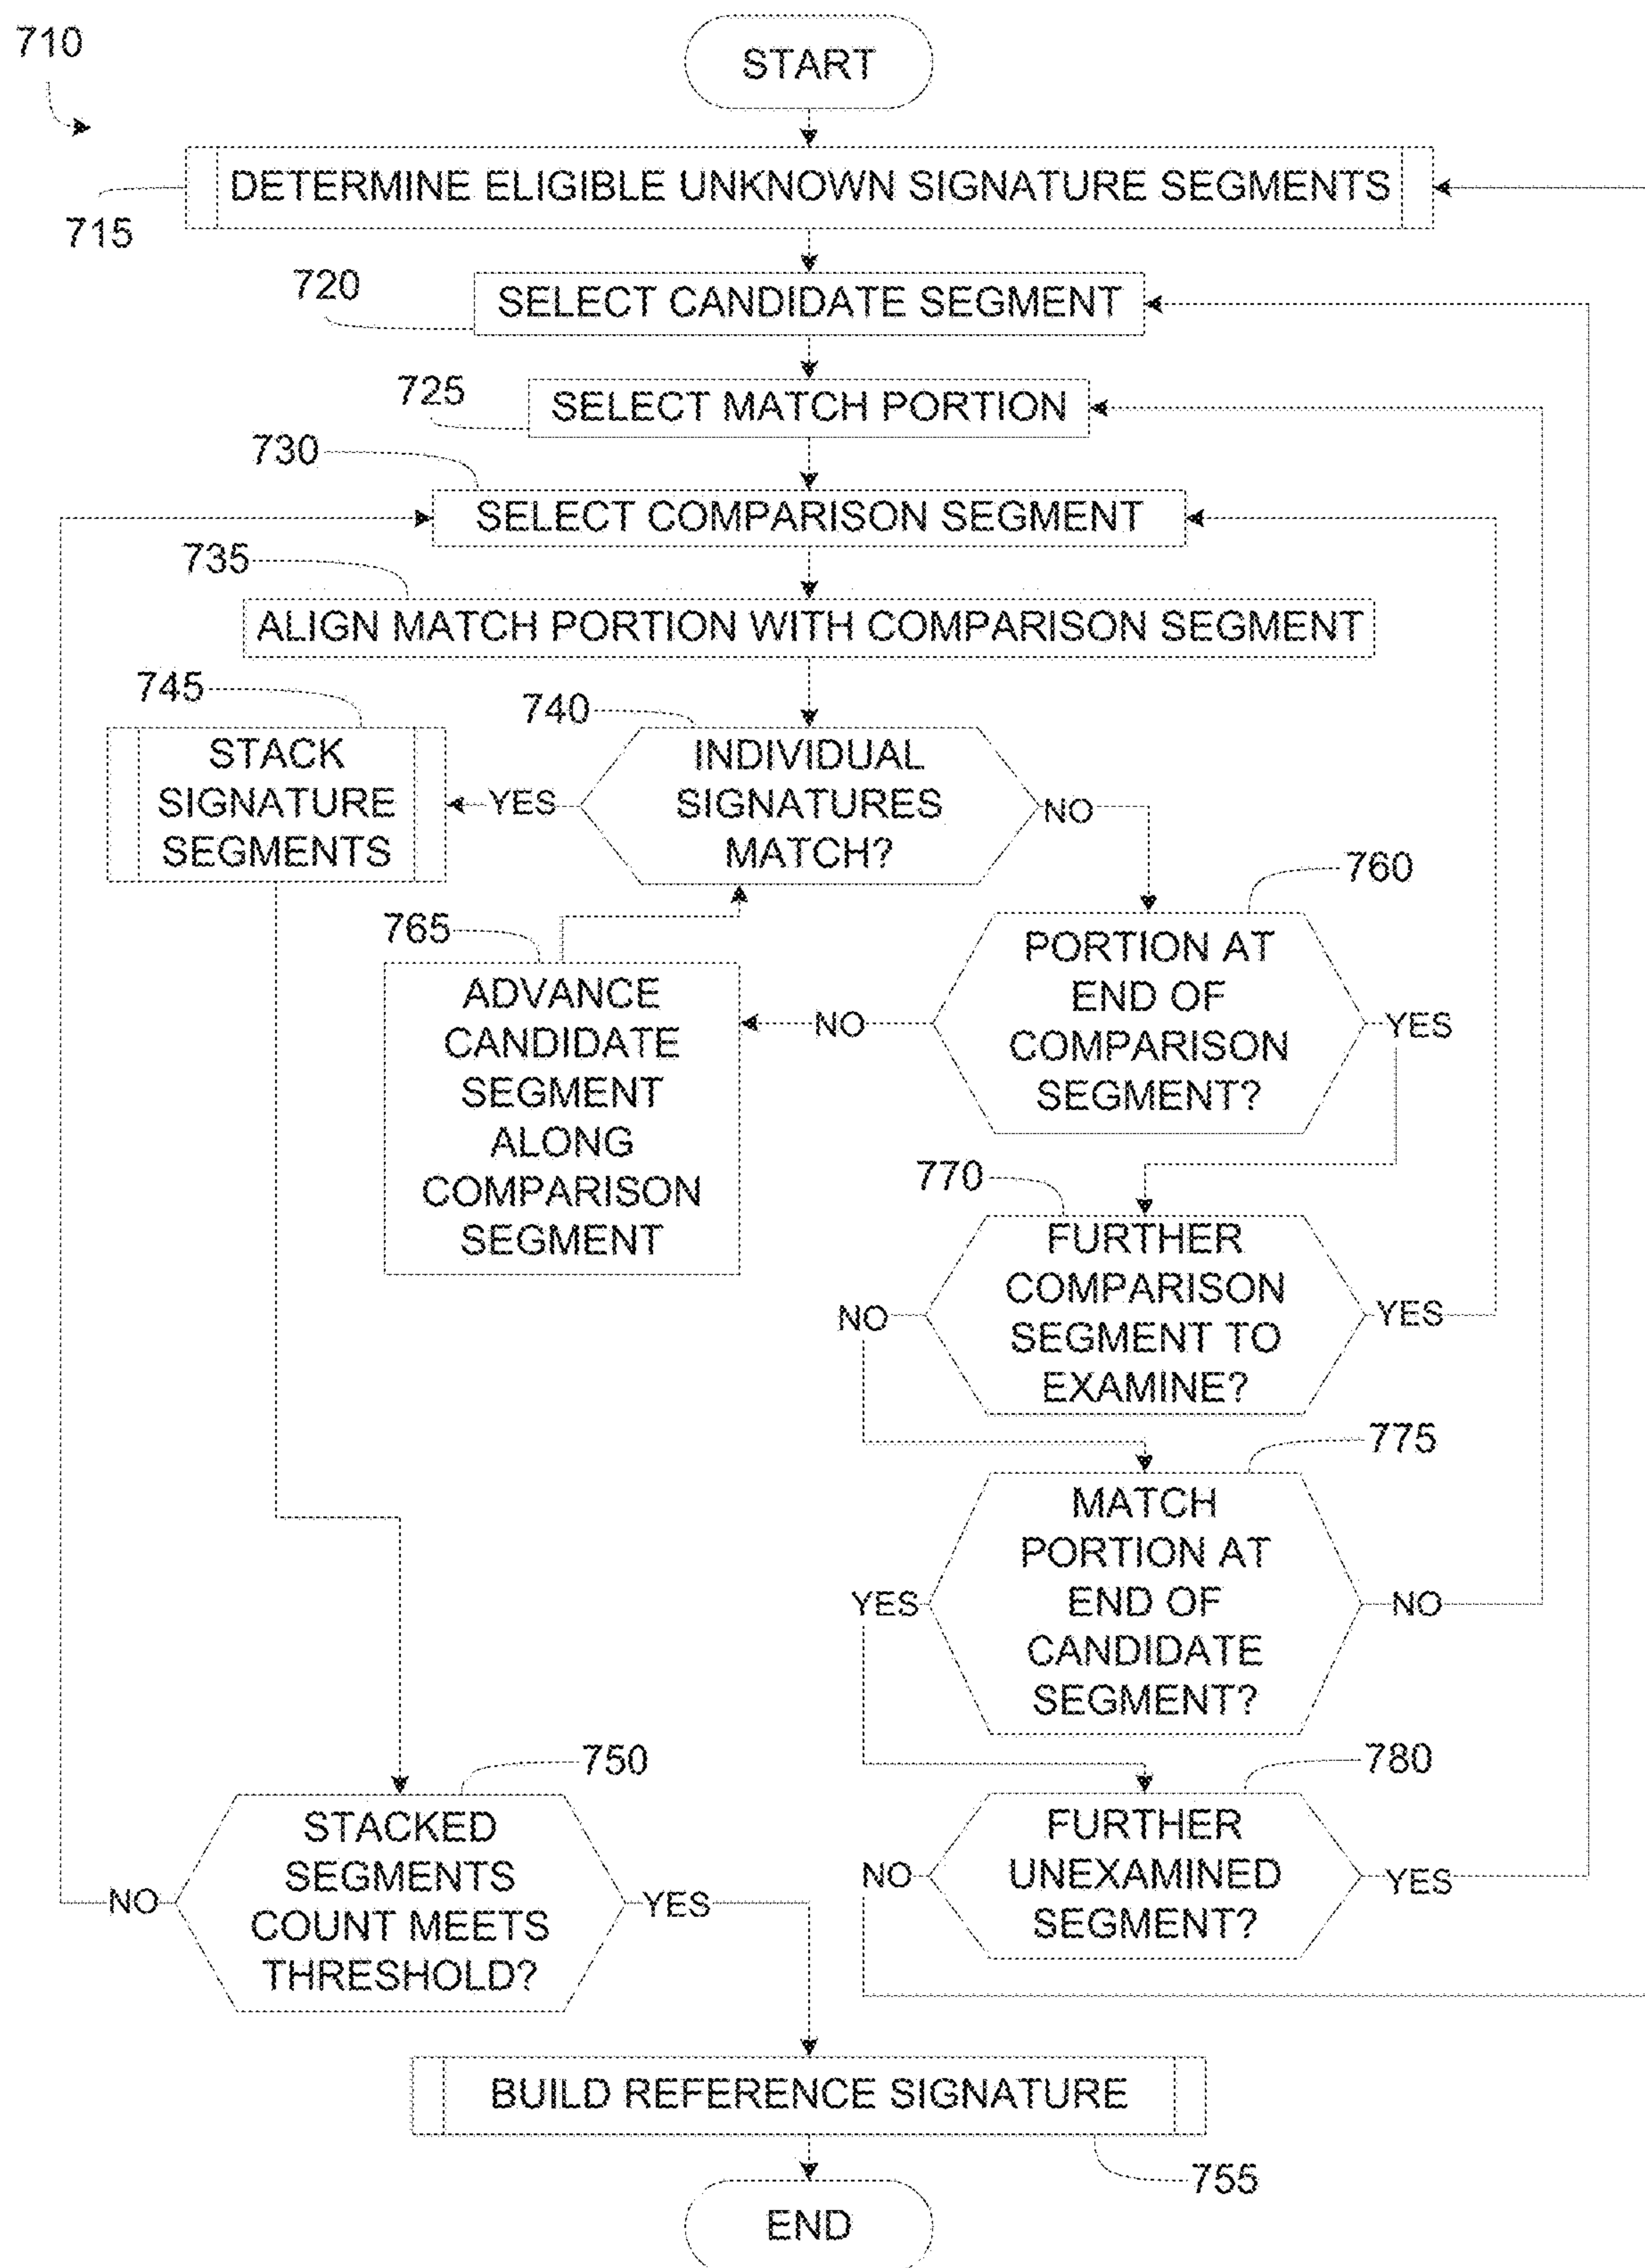 710
START
DETERMINE ELIGIBLE UNKNOWN SIGNATURE SEGMENTS
715
720
SELECT CANDIDATE SEGMENT
725
SELECT MATCH PORTION
730
SELECT COMPARISON SEGMENT
735
ALIGN MATCH PORTION WITH COMPARISON SEGMENT
745
STACK
SIGNATURE
SEGMENTS
YES
740
INDIVIDUAL
SIGNATURES
MATCH?
NO
760
PORTION AT
END OF
COMPARISON
SEGMENT?
NO
YES
765
ADVANCE
CANDIDATE
SEGMENT
ALONG
COMPARISON
SEGMENT
770
FURTHER
COMPARISON
SEGMENT TO
EXAMINE?
NO
YES
775
MATCH
PORTION AT
END OF
CANDIDATE
SEGMENT?
YES
NO
780
FURTHER
UNEXAMINED
SEGMENT?
NO
YES
750
STACKED
SEGMENTS
COUNT MEETS
THRESHOLD?
NO
YES
BUILD REFERENCE SIGNATURE
755
END